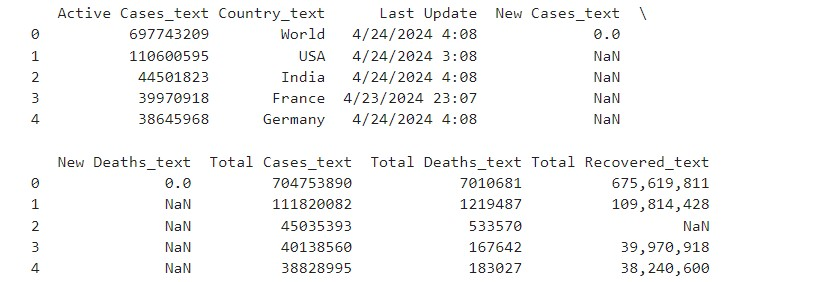 Active Cases_text Country_text Last Update New Cases_text \
0 697743209 World 4/24/2024 4:08 0.0
1 110600595 USA 4/24/2024 3:08 NaN
2 44501823 India 4/24/2024 4:08 NaN
3 39970918 France 4/23/2024 23:07 NaN
4 38645968 Germany 4/24/2024 4:08 NaN
New Deaths_text Total Cases_text Total Deaths_text Total Recovered_text
0 0.0 704753890 7010681 675,619,811
1 NaN 111820082 1219487 109,814,428
2 NaN 45035393 533570 NaN
3 NaN 40138560 167642 39,970,918
4 NaN 38828995 183027 38,240,600